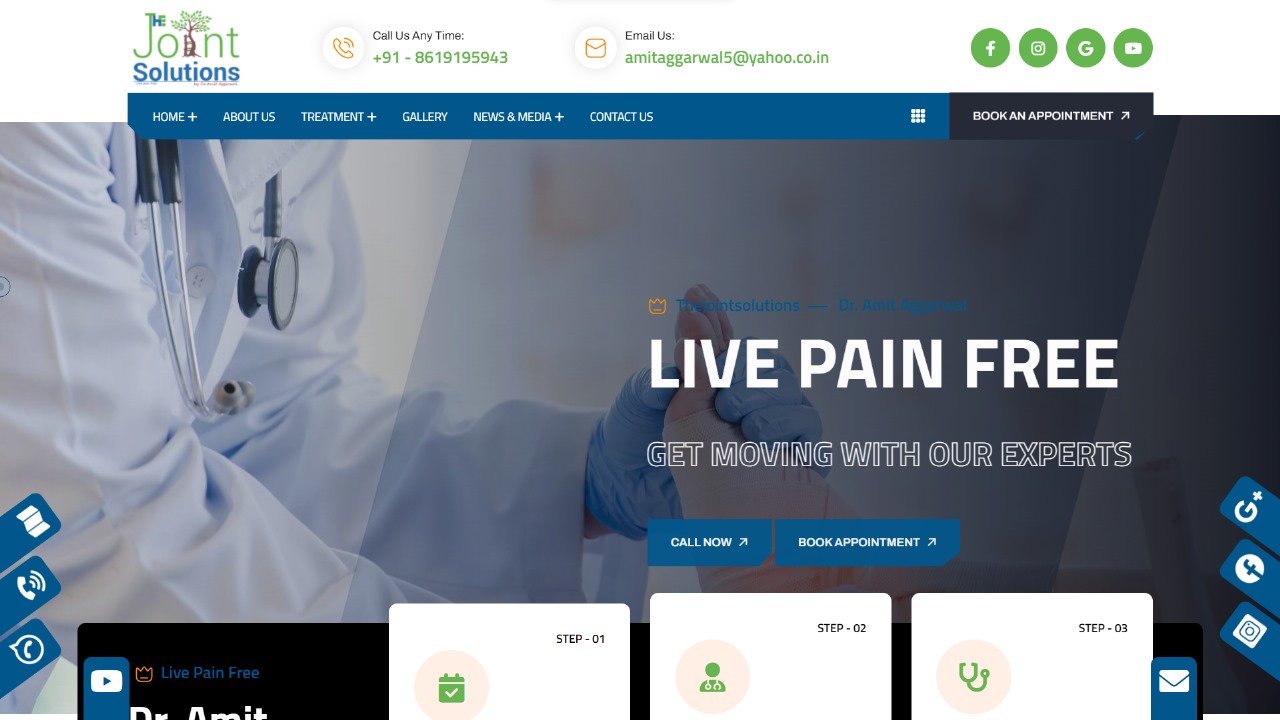 THE
Joint
Solutions
Call Us Any Time:
+91 - 8619195943
Email Us:
amitaggarwal5@yahoo.co.in
HOME +
ABOUT US
TREATMENT +
GALLERY
NEWS & MEDIA +
CONTACT US
BOOK AN APPOINTMENT
Thejointsolutions — Dr. Amit Aggarwal
LIVE PAIN FREE
GET MOVING WITH OUR EXPERTS
CALL NOW
BOOK APPOINTMENT
STEP - 01
STEP - 02
STEP - 03
Live Pain Free
Dr. Amit